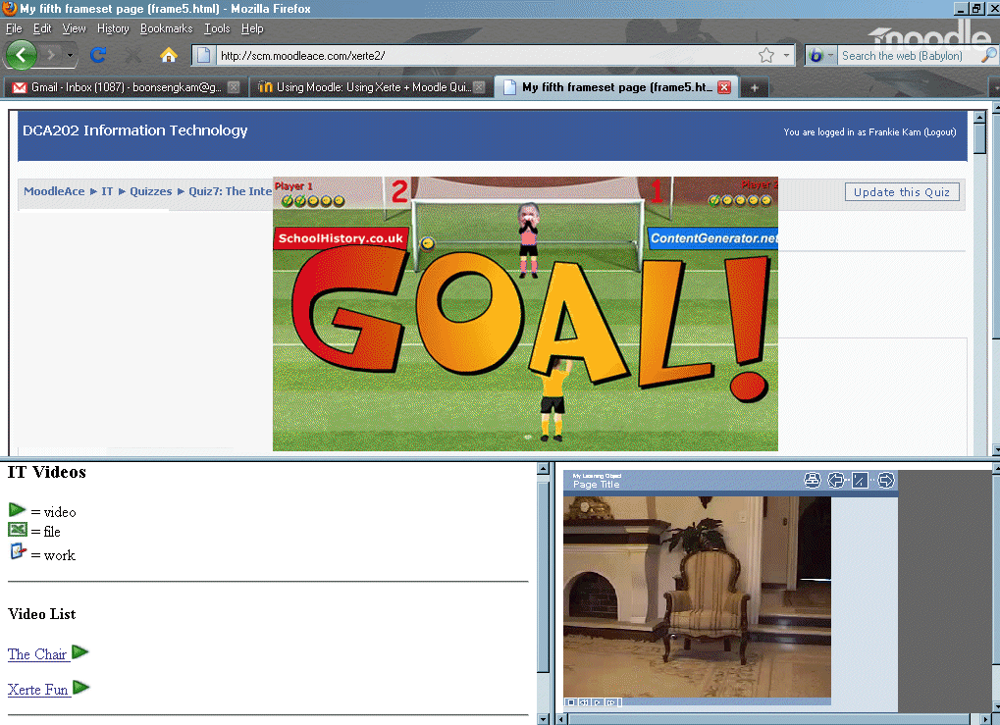 My fifth frameset page (frame5.html) - Mozilla Firefox
File Edit View History Bookmarks Tools Help
moodle
http://scm.moodleace.com/xerte2/
Search the web (Babylon)
Gmail - Inbox (1087) - boonsengkam@g...
Using Moodle: Using Xerte + Moodle Qui...
My fifth frameset page (frame5.ht...
DCA202 Information Technology
You are logged in as Frankie Kam (Logout)
MoodleAce ► IT ► Quizzes ► Quiz7: The Inte
Update this Quiz
Player 1
2
1
Player 2
SchoolHistory.co.uk
ContentGenerator.net
GOAL!
IT Videos
= video
= file
= work
Video List
The Chair
Xerte Fun
My Learning Object
Page Title